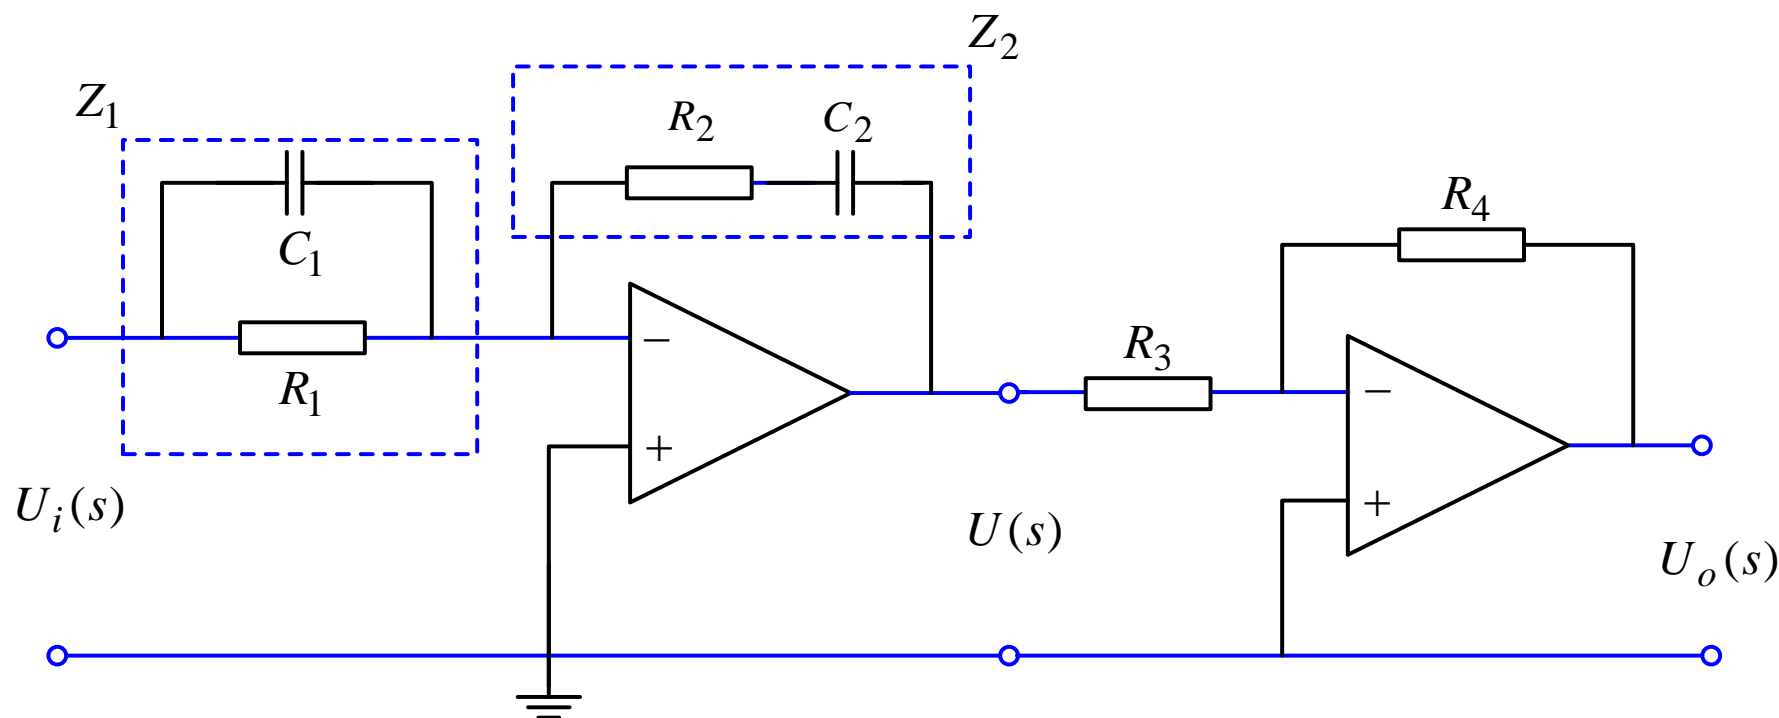 Z₂
Z₁
R₂
C₂
R₄
C₁
−
R₃
R₁
−
+
Uᵢ(s)
+
U(s)
Uₒ(s)